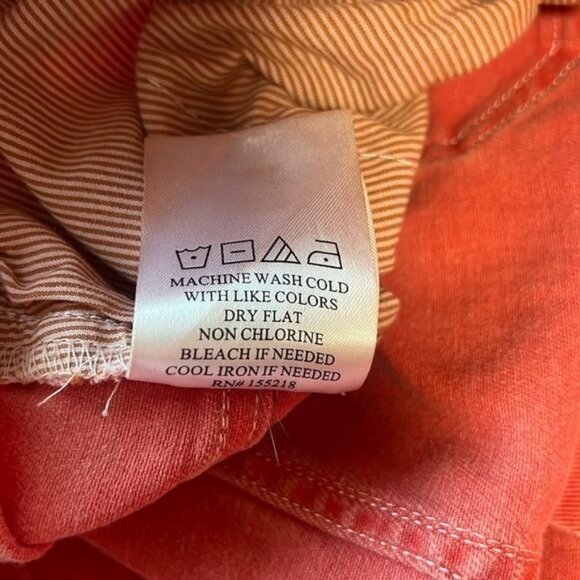 MACHINE WASH COLD
WITH LIKE COLORS
DRY FLAT
NON CHLORINE
BLEACH IF NEEDED
COOL IRON IF NEEDED
RN# 155218